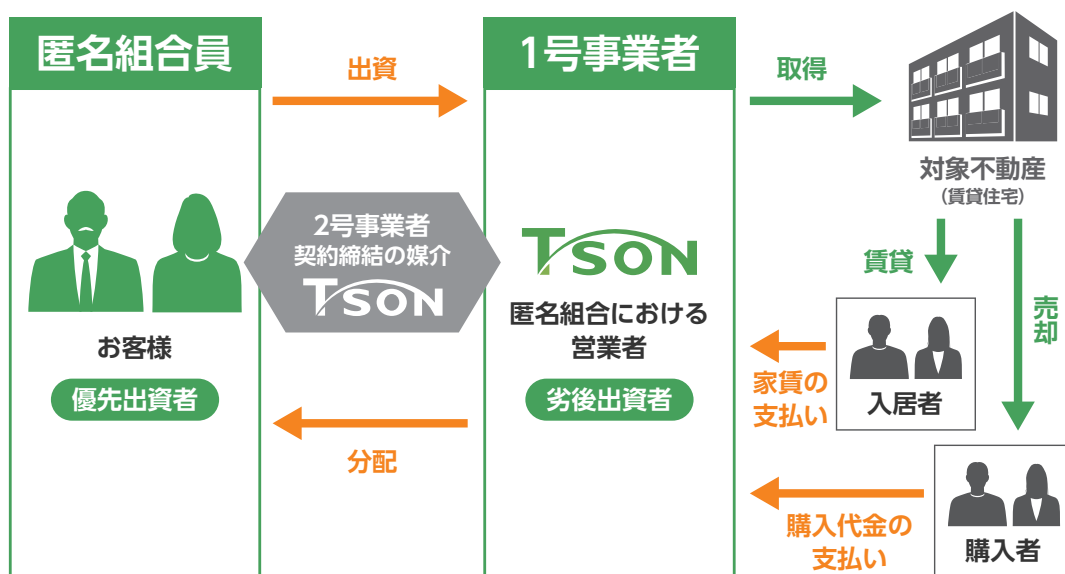 匿名組合員
出資
1号事業者
取得
対象不動産
(賃貸住宅)
2号事業者
契約締結の媒介
TSON
TSON
匿名組合における
営業者
劣後出資者
お客様
優先出資者
分配
賃貸
売却
入居者
家賃の
支払い
購入者
購入代金の
支払い